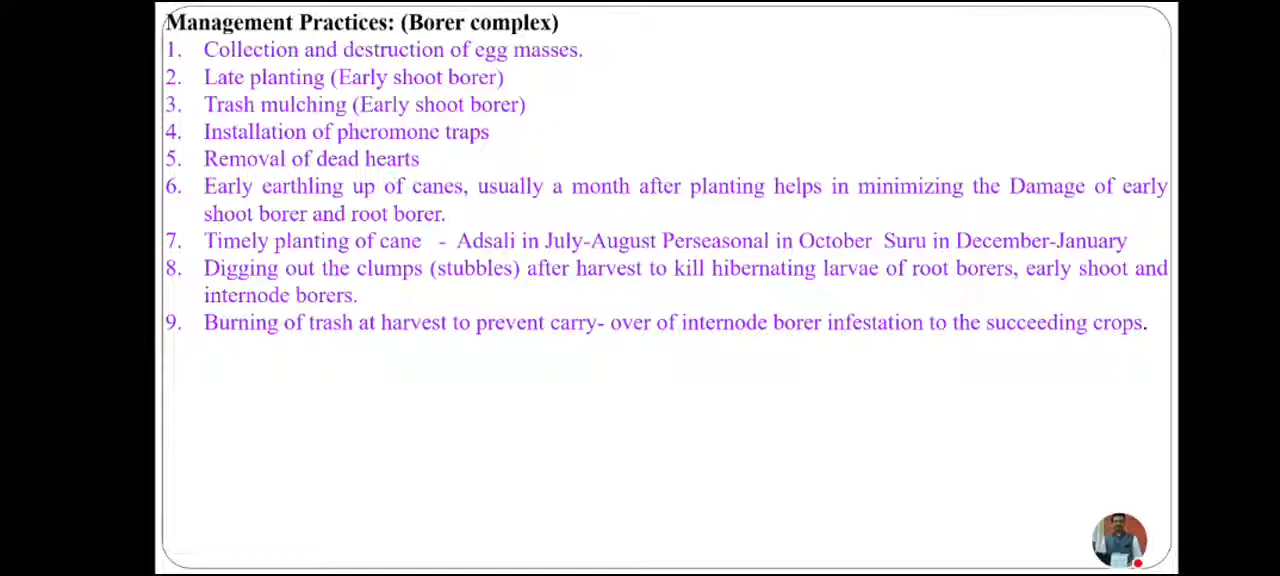 Management Practices: (Borer complex)
1. Collection and destruction of egg masses.
2. Late planting (Early shoot borer)
3. Trash mulching (Early shoot borer)
4. Installation of pheromone traps
5. Removal of dead hearts
6. Early earthling up of canes, usually a month after planting helps in minimizing the Damage of early
shoot borer and root borer.
7. Timely planting of cane - Adsali in July-August Perseasonal in October Suru in December-January
8. Digging out the clumps (stubbles) after harvest to kill hibernating larvae of root borers, early shoot and
internode borers.
9. Burning of trash at harvest to prevent carry- over of internode borer infestation to the succeeding crops.